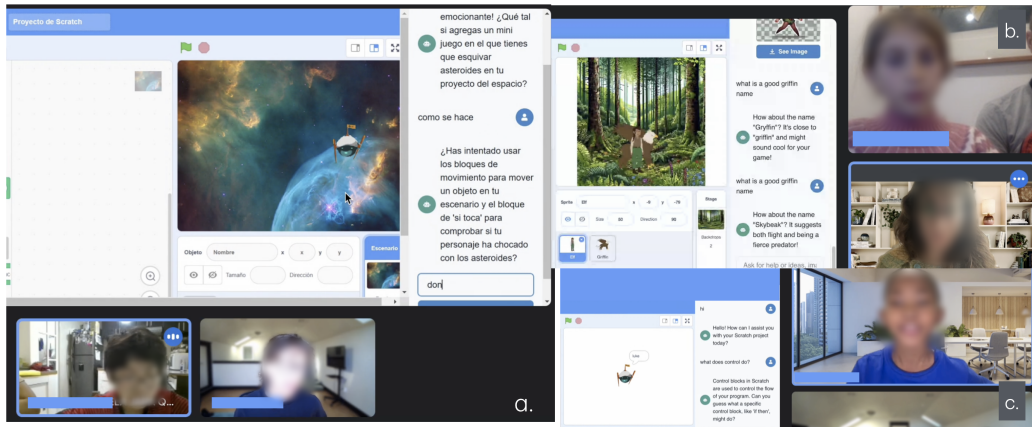 Proyecto de Scratch
emocionante! ¿Qué tal
si agregas un mini
juego en el que tienes
que esquivar
asteroides en tu
proyecto del espacio?
como se hace
¿Has intentado usar
los bloques de
movimiento para mover
un objeto en tu
escenario y el bloque
de 'si toca' para
comprobar si tu
personaje ha chocado
con los asteroides?
don
Objeto Nombre x x y y
Tamaño Dirección
Escenario
Q...
a.
See Image
what is a good griffin
name
How about the name
"Gryffin"? It's close to
"griffin" and might
sound cool for your
game!
what is a good griffin
name
How about the name
"Skybeak"? It suggests
both flight and being a
fierce predator!
Ask for help or ideas, ima
Sprite Elf x y -79
Size Direction
Stage
Backdrops
2
Elf
Griffin
b.
hi
Hello! How can I assist you
with your Scratch project
today?
what does control do?
Control blocks in Scratch
are used to control the flow
of your program. Can you
guess what a specific
control block, like 'if then',
might do?
c.